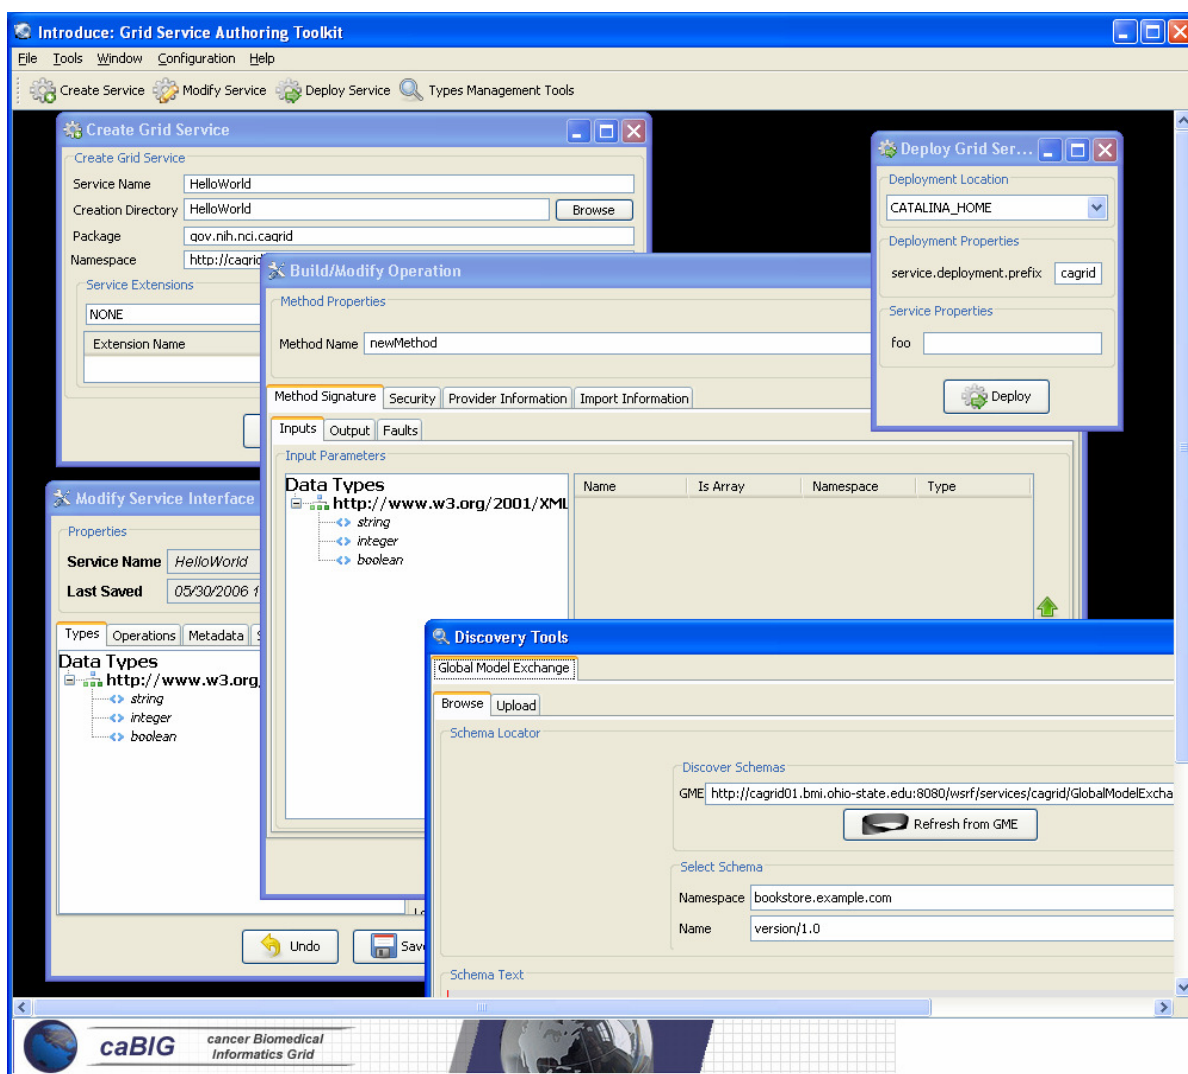 Introduce: Grid Service Authoring Toolkit
File Tools Window Configuration Help
Create Service Modify Service Deploy Service Types Management Tools
Create Grid Service
Create Grid Service
Service Name HelloWorld
Creation Directory HelloWorld Browse
Package gov.nih.nci.cagrid
Namespace http://cagrid
Service Extensions
NONE
Extension Name
Deploy Grid Ser...
Deployment Location
CATALINA_HOME
Deployment Properties
service.deployment.prefix cagrid
Service Properties
foo
Deploy
Build/Modify Operation
Method Properties
Method Name newMethod
Method Signature Security Provider Information Import Information
Inputs Output Faults
Input Parameters
Data Types
http://www.w3.org/2001/XML
string
integer
boolean
Name Is Array Namespace Type
Modify Service Interface
Properties
Service Name HelloWorld
Last Saved 05/30/2006 1
Types Operations Metadata
Data Types
http://www.w3.org
string
integer
boolean
Undo Save
Discovery Tools
Global Model Exchange
Browse Upload
Schema Locator
Discover Schemas
GME http://cagrid01.bmi.ohio-state.edu:8080/wsrf/services/cagrid/GlobalModelExcha
Refresh from GME
Select Schema
Namespace bookstore.example.com
Name version/1.0
Schema Text
caBIG cancer Biomedical
Informatics Grid